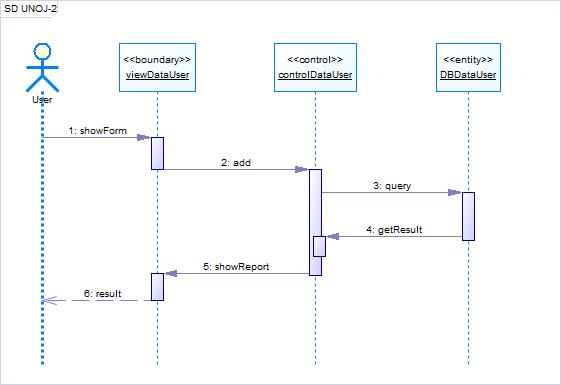 SD UNOJ-2
<<boundary>>
viewDataUser
<<control>>
controlDataUser
<<entity>>
DBDataUser
User
1: showForm
2: add
3: query
4: getResult
5: showReport
6: result